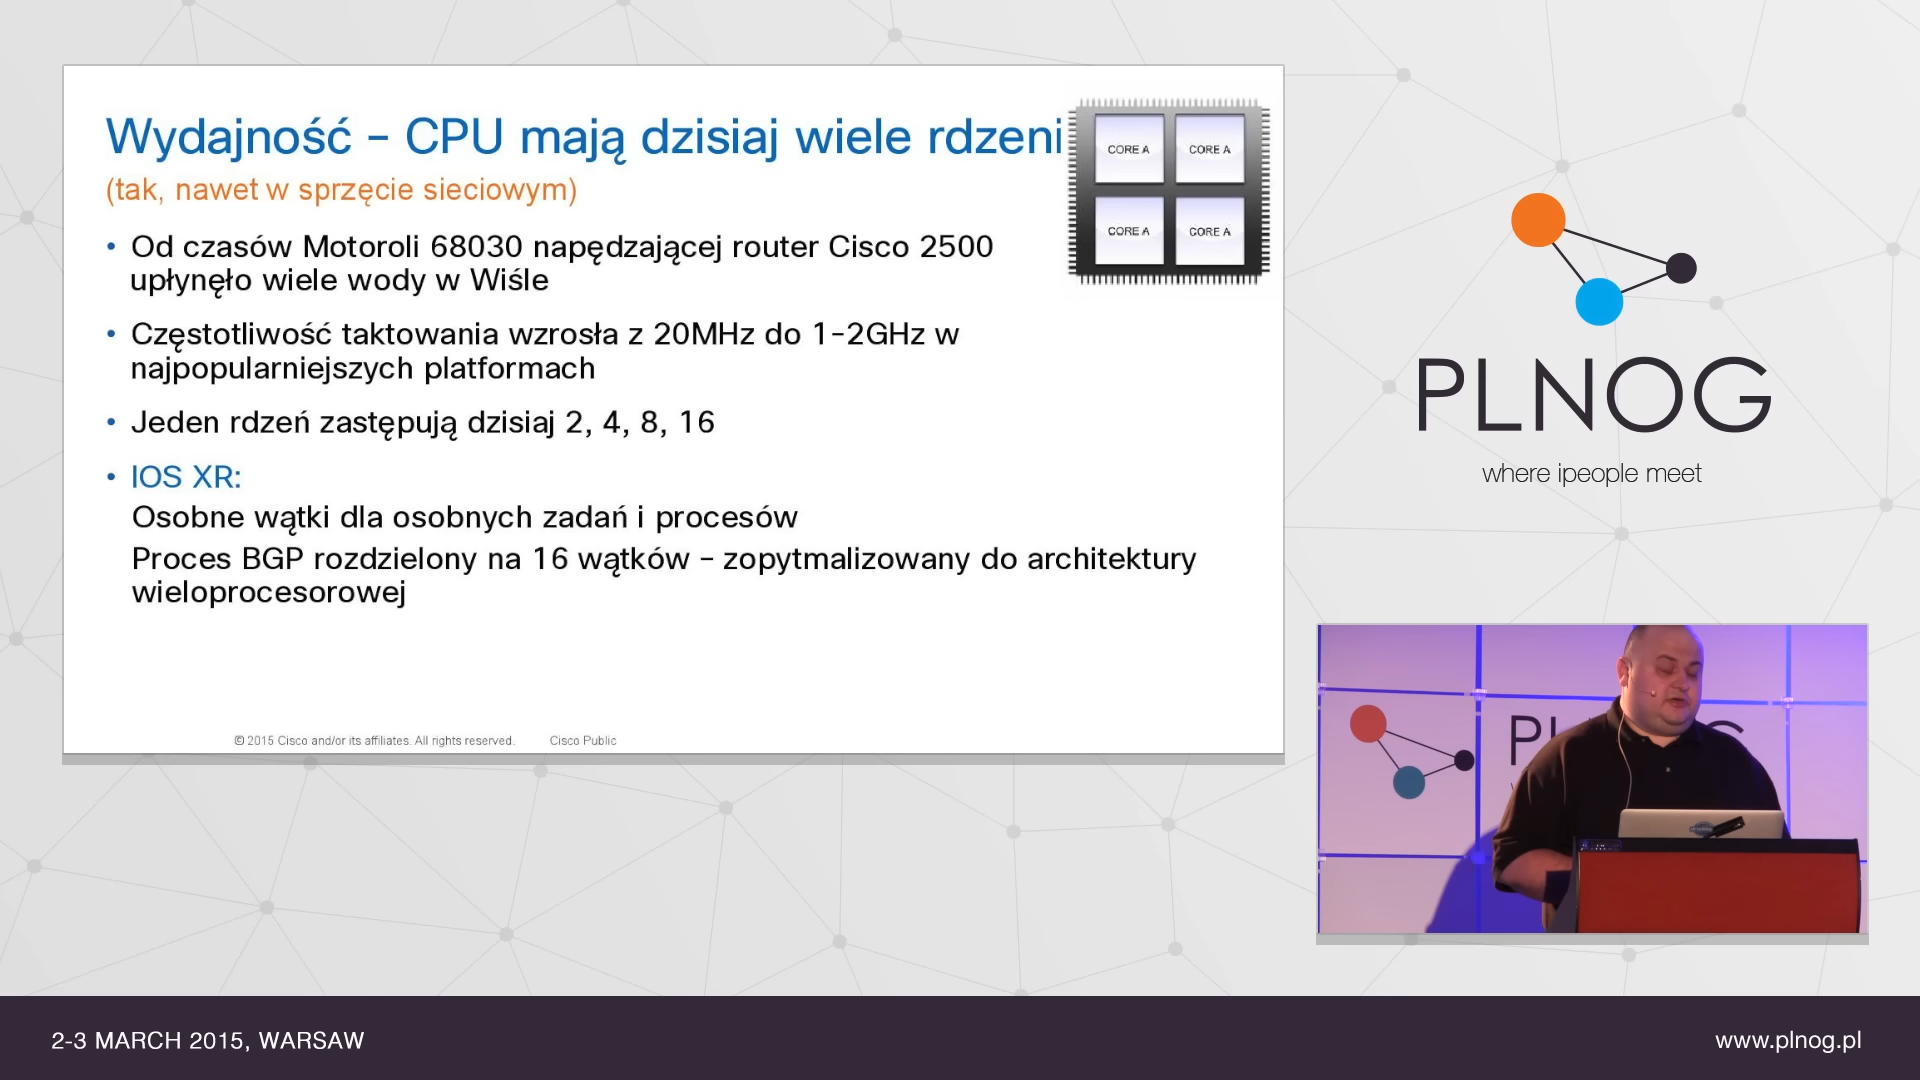 Wydajność – CPU mają dzisiaj wiele rdzeni
(tak, nawet w sprzęcie sieciowym)
CORE A CORE A
CORE A CORE A
• Od czasów Motoroli 68030 napędzającej router Cisco 2500
upłynęło wiele wody w Wiśle
• Częstotliwość taktowania wzrosła z 20MHz do 1-2GHz w
najpopularniejszych platformach
• Jeden rdzeń zastępują dzisiaj 2, 4, 8, 16
• IOS XR:
Osobne wątki dla osobnych zadań i procesów
Proces BGP rozdzielony na 16 wątków – zopytmalizowany do architektury
wieloprocesorowej
© 2015 Cisco and/or its affiliates. All rights reserved. Cisco Public
PLNOG
where ipeople meet
2-3 MARCH 2015, WARSAW
www.plnog.pl